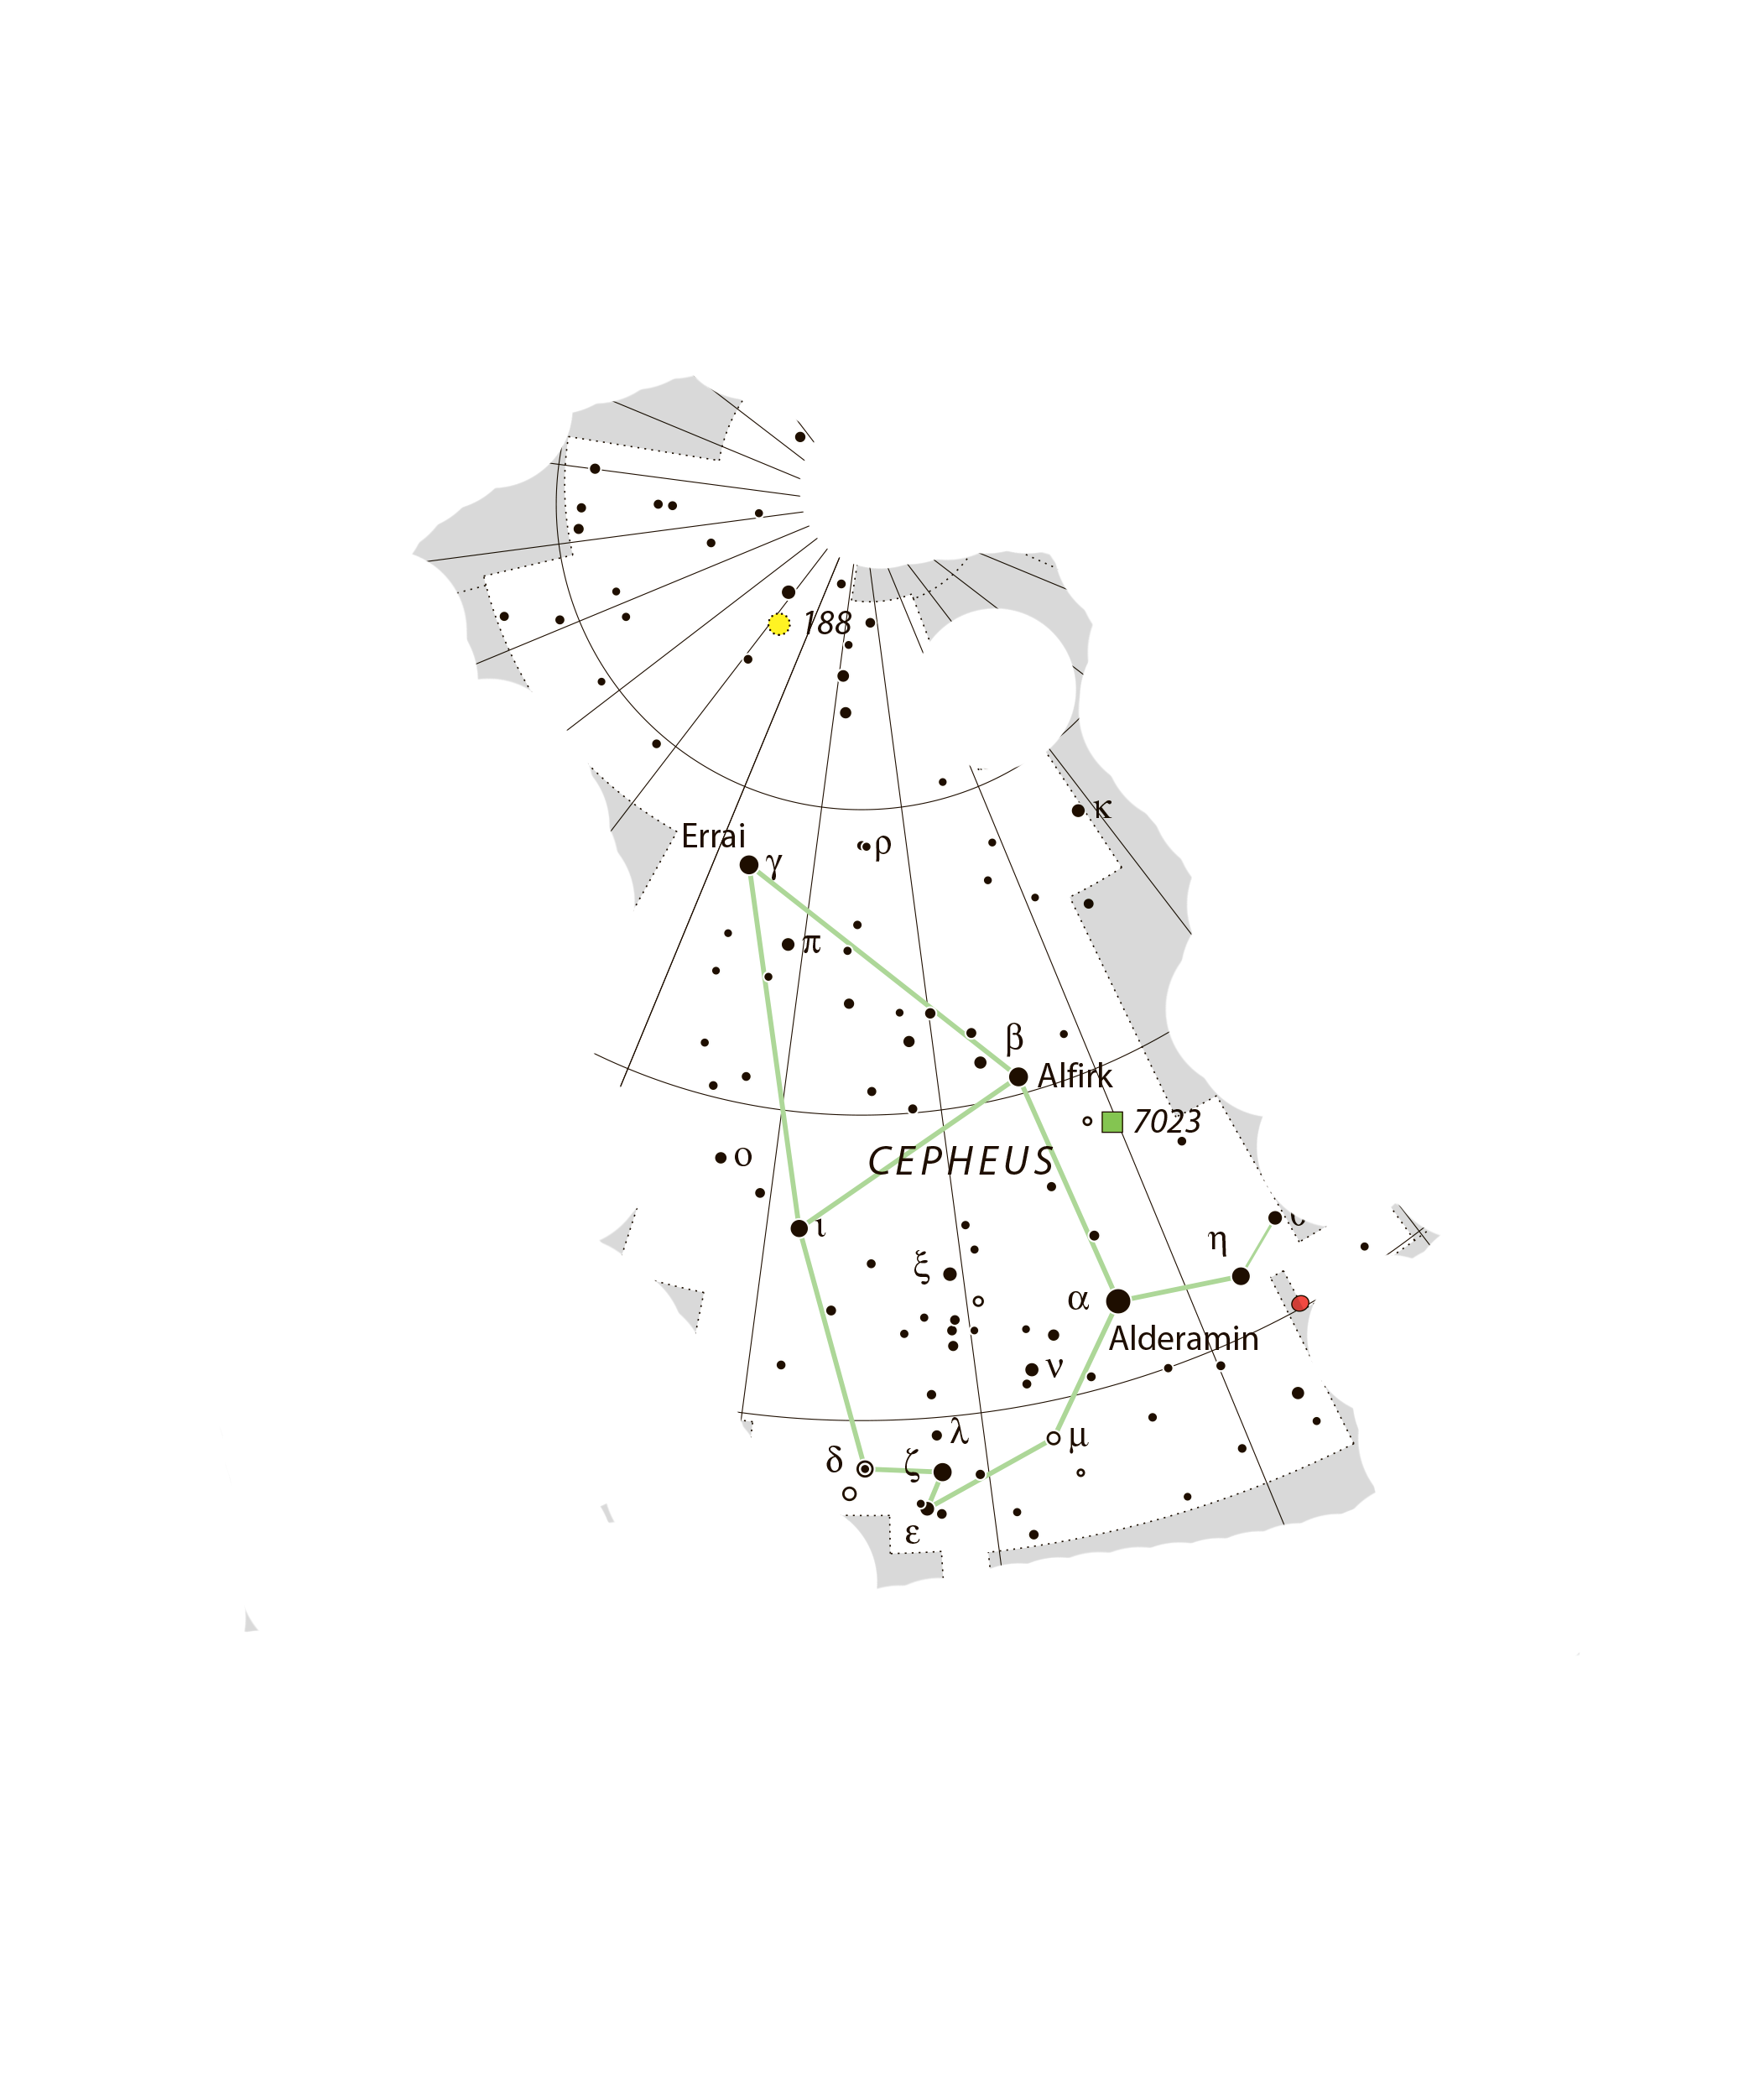 188
κ
Errai
γ
ρ
π
β
Alfirk
7023
CEPHEUS
ο
ι
η
ξ
α
Alderamin
ν
λ
μ
δ
ζ
ε